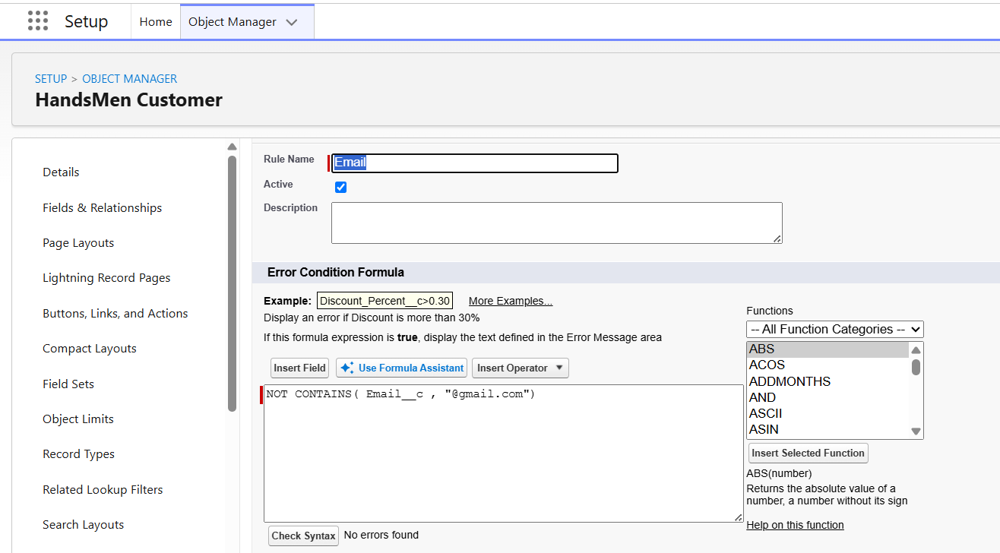 Setup
Home
Object Manager
SETUP > OBJECT MANAGER
HandsMen Customer
Details
Fields & Relationships
Page Layouts
Lightning Record Pages
Buttons, Links, and Actions
Compact Layouts
Field Sets
Object Limits
Record Types
Related Lookup Filters
Search Layouts
Rule Name
Email
Active
Description
Error Condition Formula
Example: Discount_Percent__c>0.30 More Examples...
Display an error if Discount is more than 30%
If this formula expression is true, display the text defined in the Error Message area
Insert Field
Use Formula Assistant
Insert Operator
NOT CONTAINS( Email__c , "@gmail.com")
Check Syntax
No errors found
Functions
-- All Function Categories --
ABS
ACOS
ADDMONTHS
AND
ASCII
ASIN
Insert Selected Function
ABS(number)
Returns the absolute value of a
number, a number without its sign
Help on this function